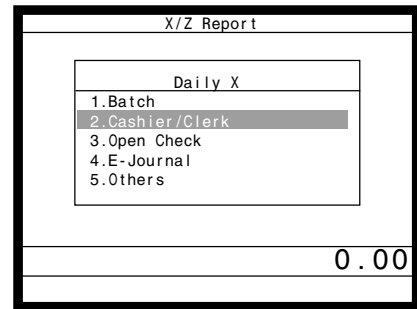 X/Z Report
Daily X
1.Batch
2.Cashier/Clerk
3.Open Check
4.E-Journal
5.Others
0.00